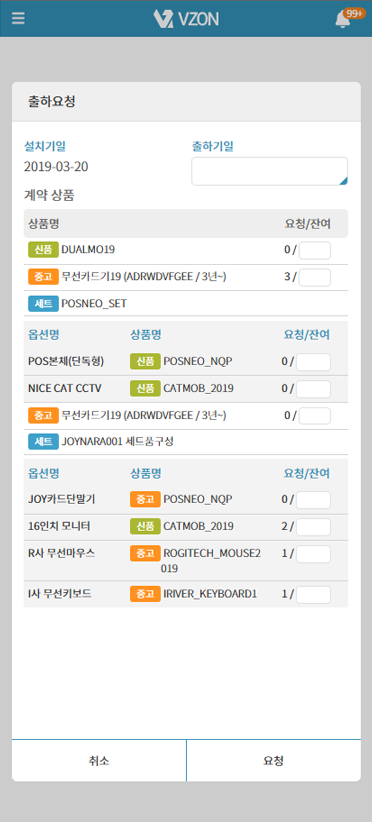 VZON
99+
출하요청
설치기일 출하기일
2019-03-20
계약 상품
상품명 요청/잔여
신품 DUALMO19 0 /
중고 무선카드기19 (ADRWDVFGEE / 3년~) 3 /
세트 POSNEO_SET
옵션명 상품명 요청/잔여
POS본체(단독형) 신품 POSNEO_NQP 0 /
NICE CAT CCTV 신품 CATMOB_2019 0 /
중고 무선카드기19 (ADRWDVFGEE / 3년~) 0 /
세트 JOYNARA001 세트품구성
옵션명 상품명 요청/잔여
JOY카드단말기 중고 POSNEO_NQP 0 /
16인치 모니터 신품 CATMOB_2019 2 /
R사 무선마우스 중고 ROGITECH_MOUSE2 1 /
019
I사 무선키보드 중고 IRIVER_KEYBOARD1 1 /
취소 요청